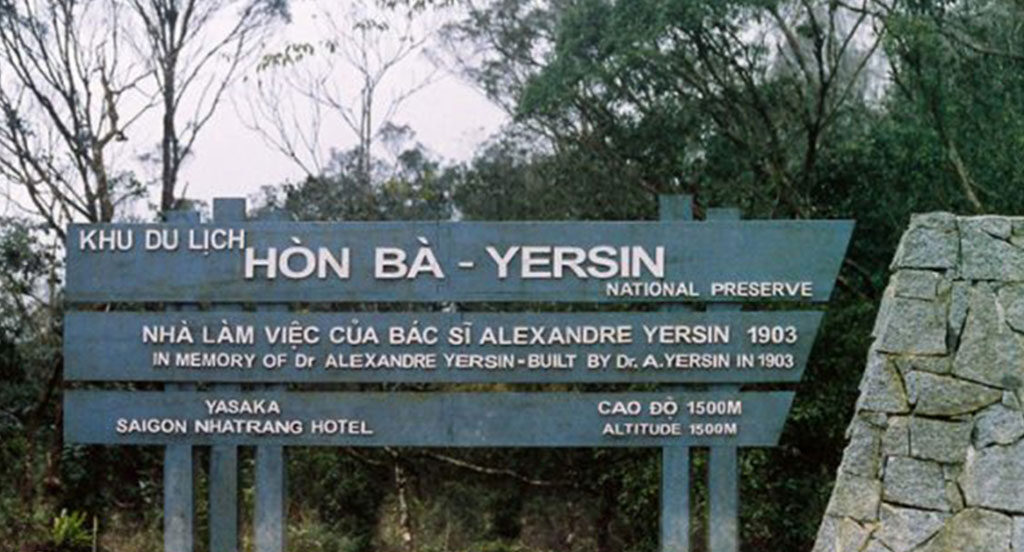 KHU DU LỊCH
HÒN BÀ - YERSIN
NATIONAL PRESERVE
NHÀ LÀM VIỆC CỦA BÁC SĨ ALEXANDRE YERSIN 1903
IN MEMORY OF Dr ALEXANDRE YERSIN - BUILT BY Dr. A. YERSIN IN 1903
YASAKA
SAIGON NHATRANG HOTEL
CAO ĐỘ 1500M
ALTITUDE 1500M